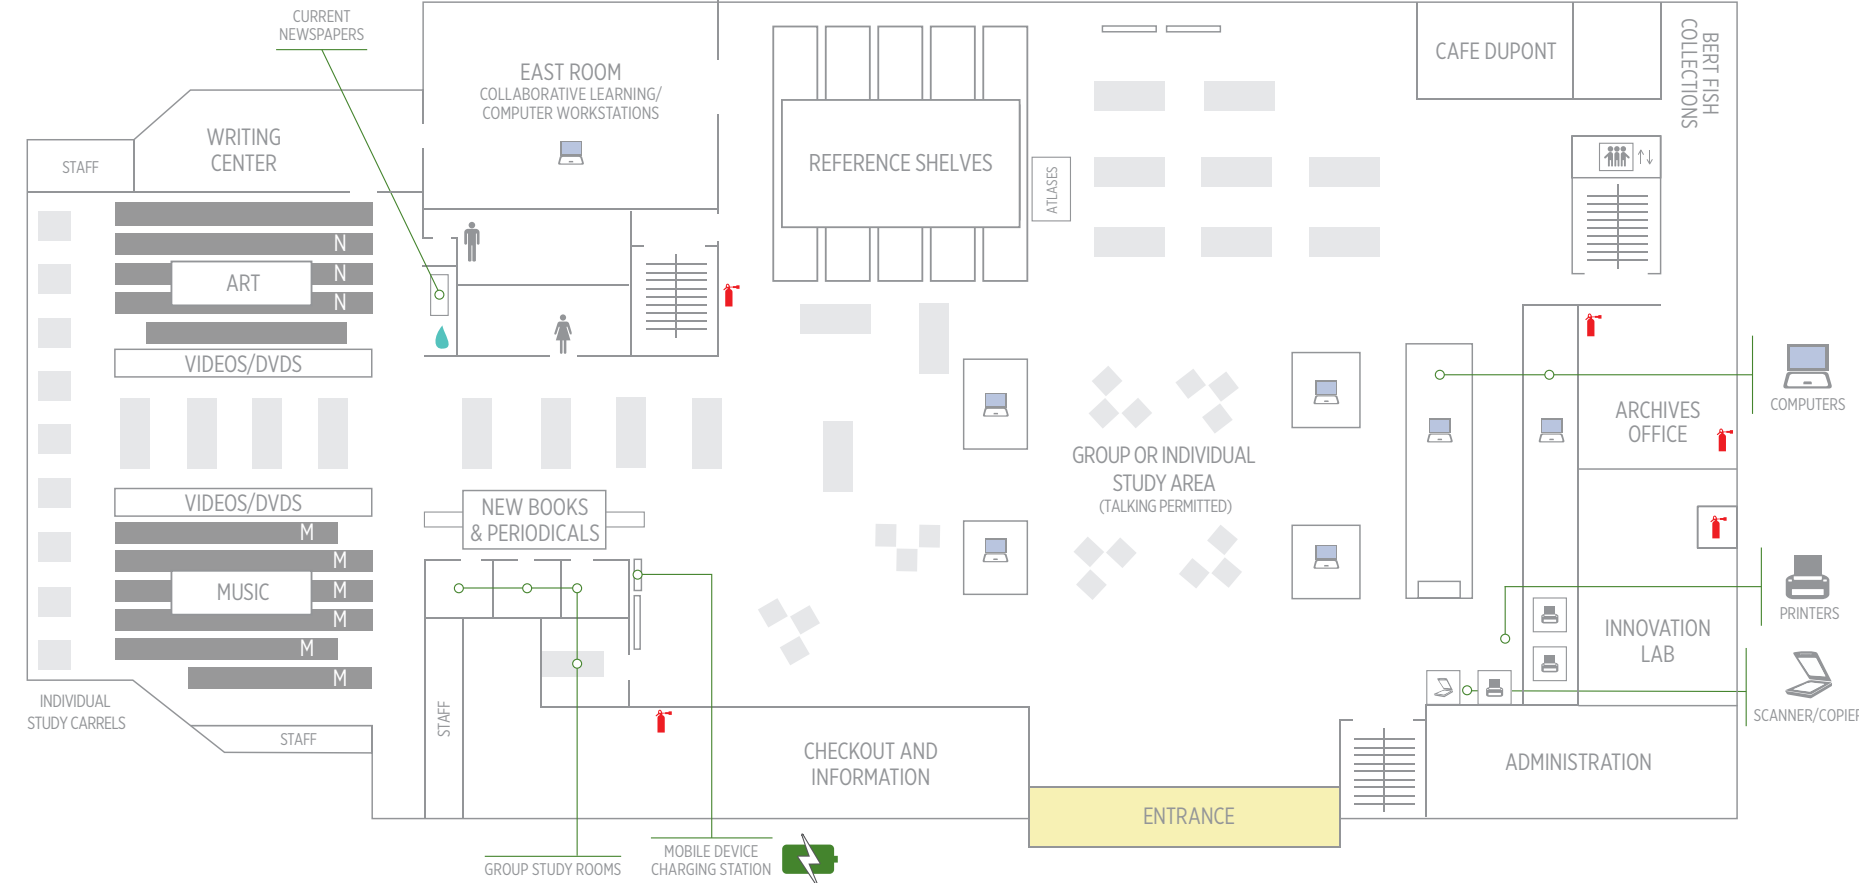 CURRENT
NEWSPAPERS
EAST ROOM
COLLABORATIVE LEARNING/
COMPUTER WORKSTATIONS
CAFE DUPONT
BERT FISH
COLLECTIONS
WRITING
CENTER
STAFF
REFERENCE SHELVES
ATLASES
N
N
ART
N
VIDEOS/DVDS
COMPUTERS
ARCHIVES
OFFICE
GROUP OR INDIVIDUAL
STUDY AREA
(TALKING PERMITTED)
VIDEOS/DVDS
NEW BOOKS
& PERIODICALS
M
M
M
MUSIC
M
M
M
PRINTERS
INNOVATION
LAB
INDIVIDUAL
STUDY CARRELS
STAFF
STAFF
SCANNER/COPIER
CHECKOUT AND
INFORMATION
ADMINISTRATION
ENTRANCE
GROUP STUDY ROOMS
MOBILE DEVICE
CHARGING STATION